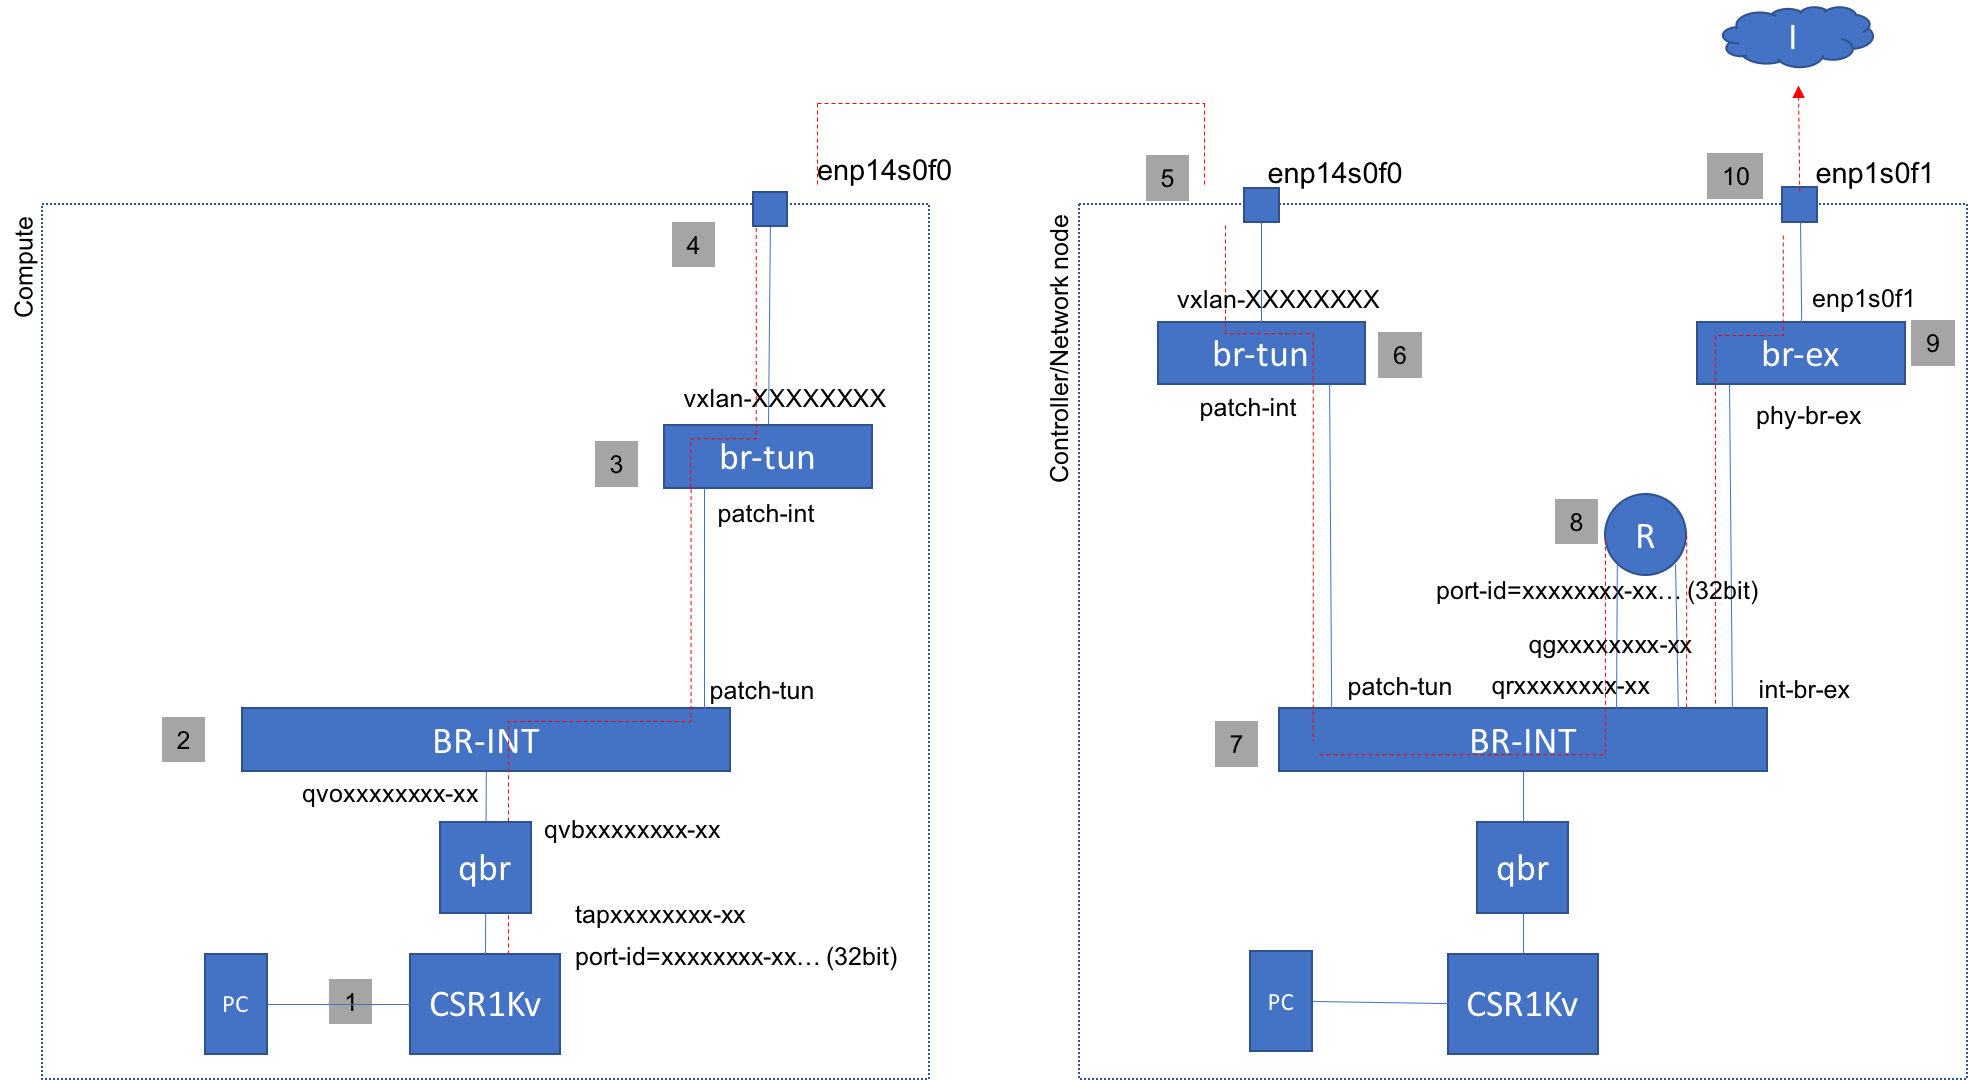 I
enp14s0f0
5
enp14s0f0
10
enp1s0f1
Compute
4
Controller/Network node
vxlan-XXXXXXXX
enp1s0f1
br-tun
6
br-ex
9
vxlan-XXXXXXXX
patch-int
phy-br-ex
3
br-tun
patch-int
8
R
port-id=xxxxxxxx-xx... (32bit)
qgxxxxxxxx-xx
patch-tun
patch-tun
qrxxxxxxxx-xx
int-br-ex
2
BR-INT
7
BR-INT
qvoxxxxxxxx-xx
qvbxxxxxxxx-xx
qbr
qbr
tapxxxxxxxx-xx
port-id=xxxxxxxx-xx... (32bit)
PC
1
CSR1Kv
PC
CSR1Kv